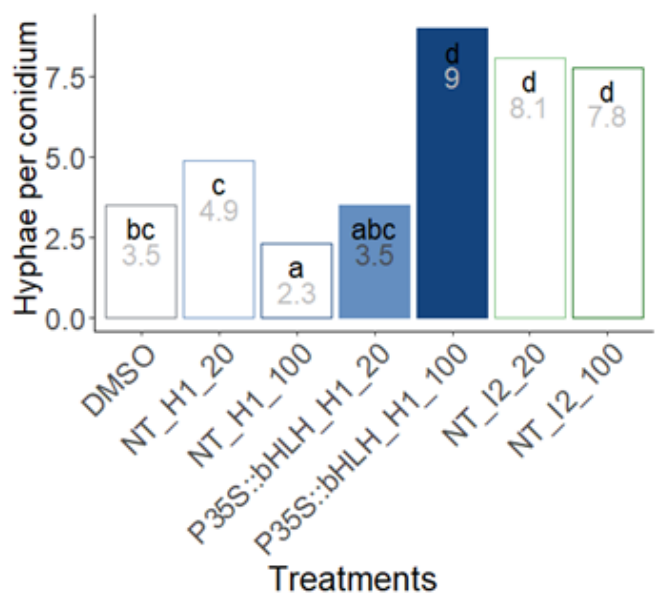 Hyphae per conidium
7.5
5.0
2.5
0.0
bc
3.5
c
4.9
a
2.3
abc
3.5
d
9
d
8.1
d
7.8
DMSO
NT_H1_20
NT_H1_100
P35S::bHLH_H1_20
P35S::bHLH_H1_100
NT_I2_20
NT_I2_100
Treatments